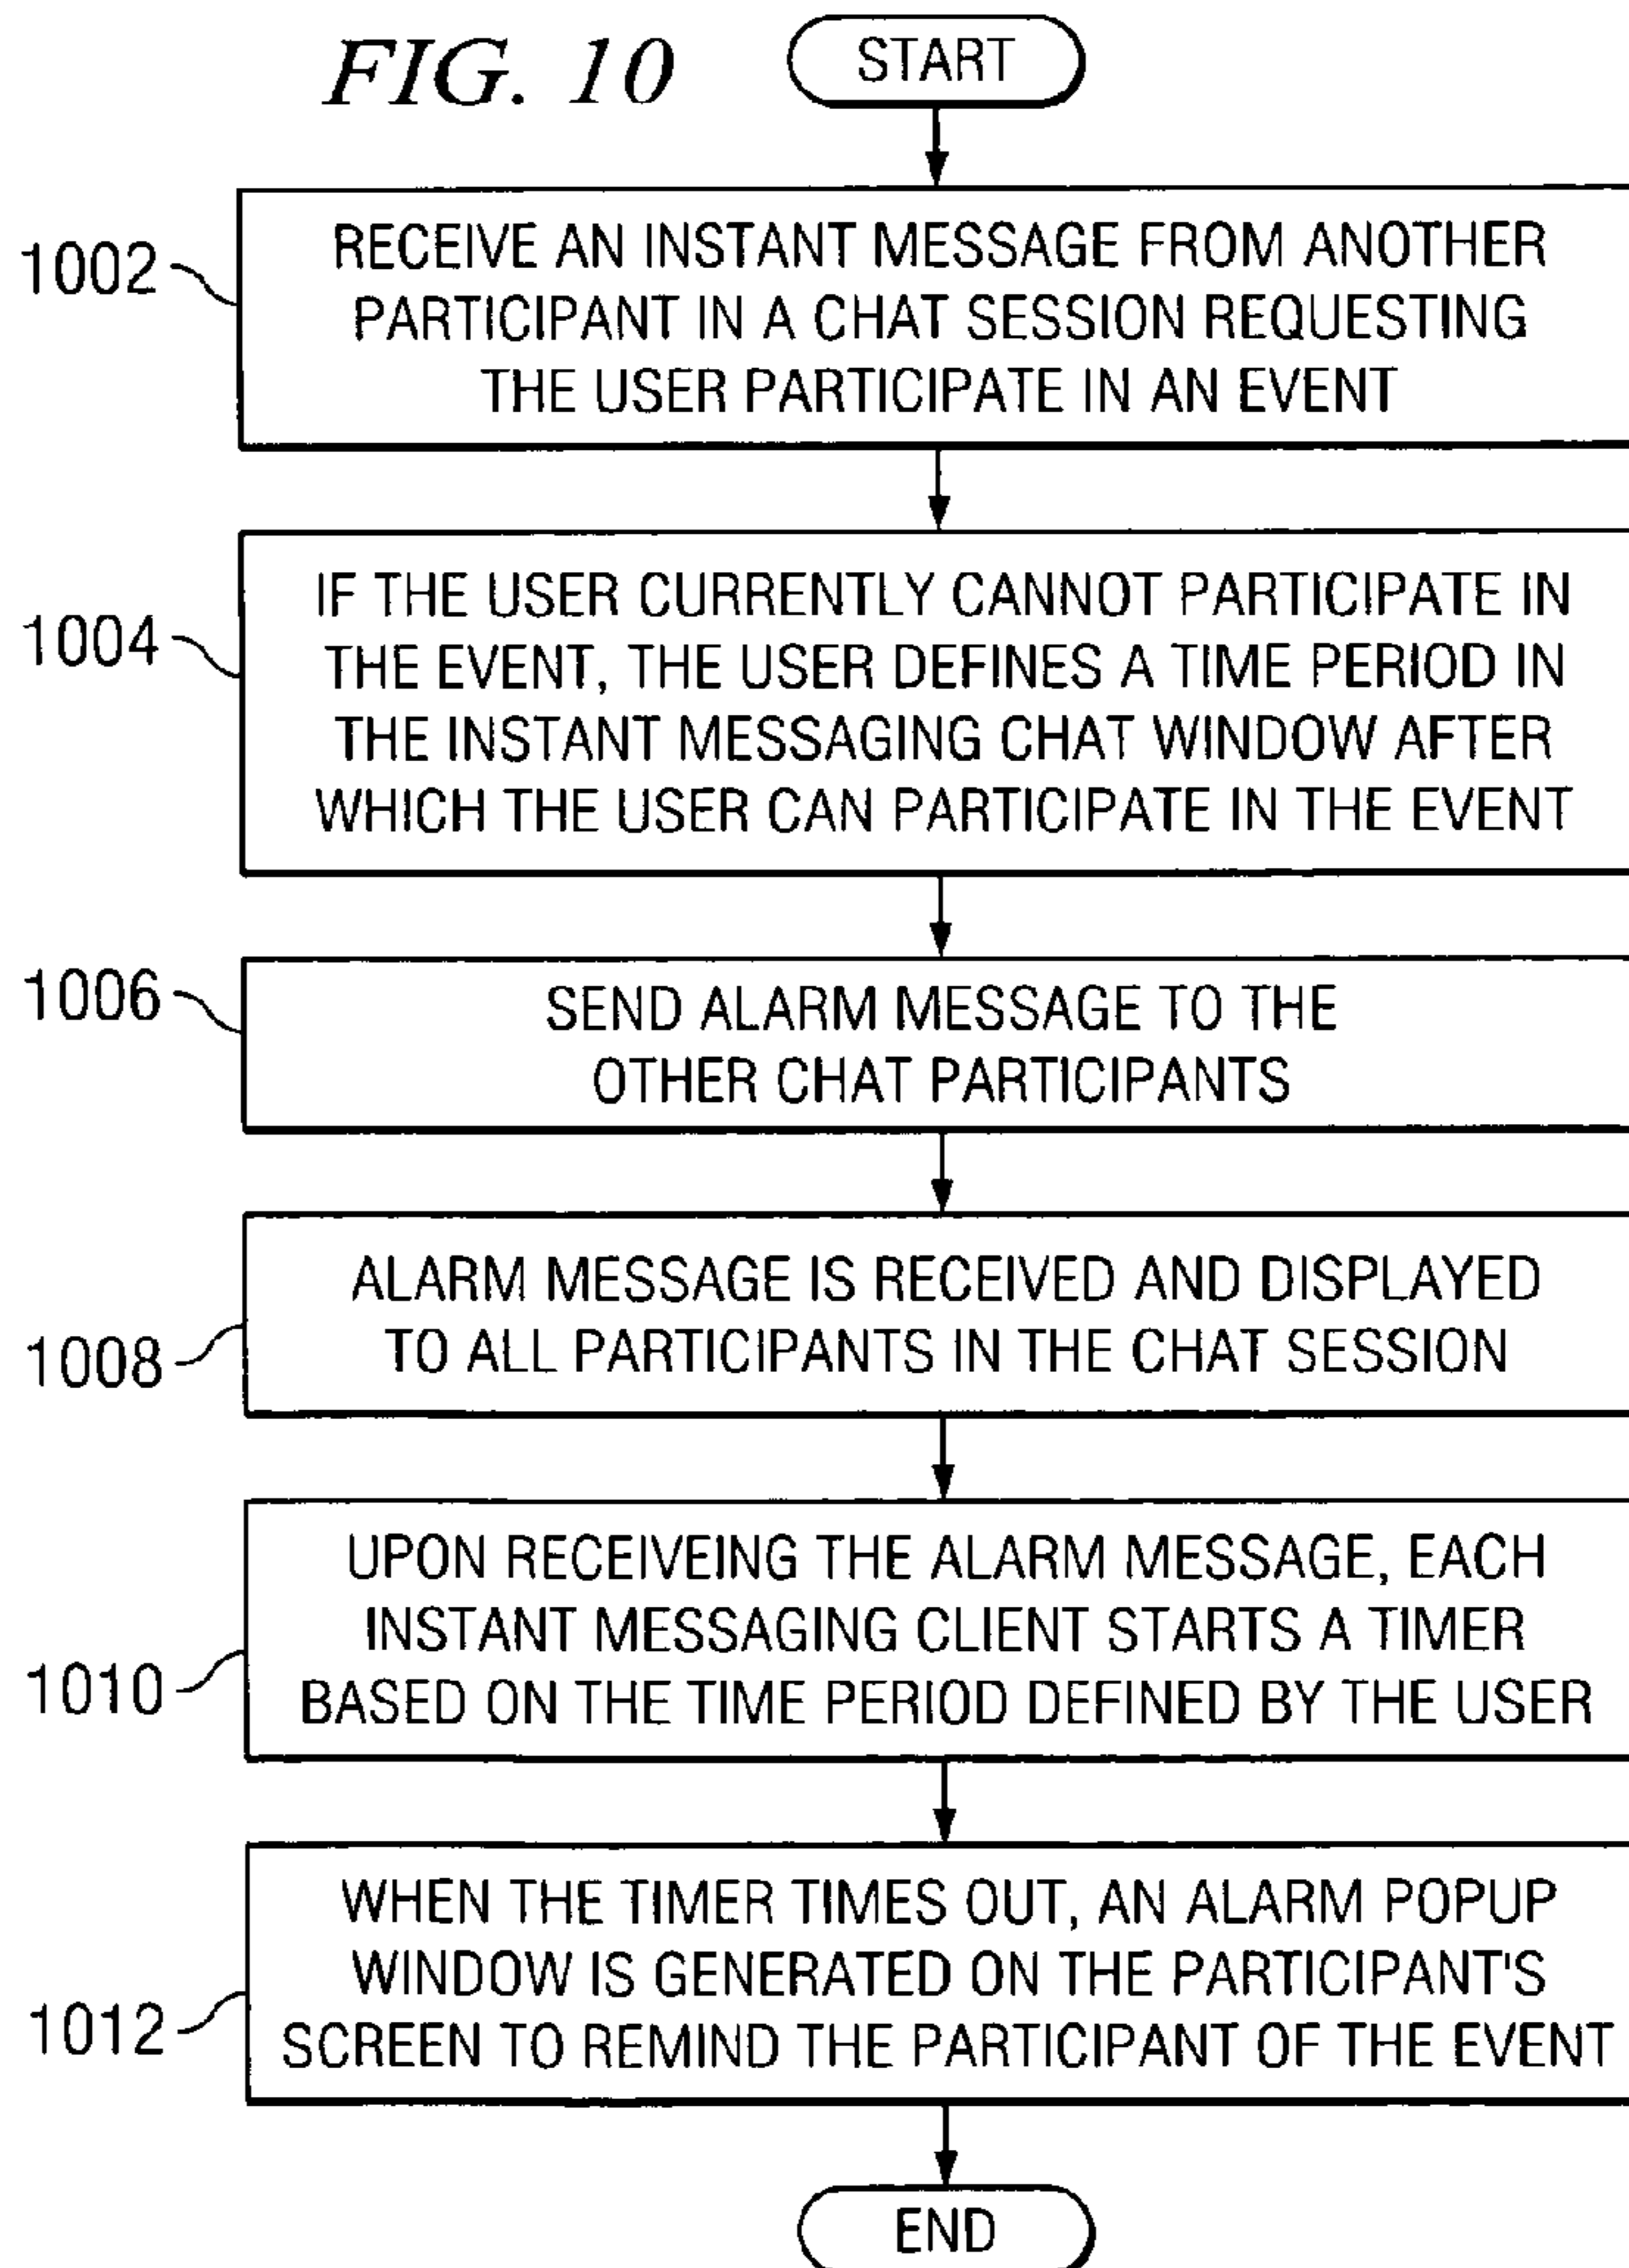 FIG. 10
START
1002
RECEIVE AN INSTANT MESSAGE FROM ANOTHER
PARTICIPANT IN A CHAT SESSION REQUESTING
THE USER PARTICIPATE IN AN EVENT
1004
IF THE USER CURRENTLY CANNOT PARTICIPATE IN
THE EVENT, THE USER DEFINES A TIME PERIOD IN
THE INSTANT MESSAGING CHAT WINDOW AFTER
WHICH THE USER CAN PARTICIPATE IN THE EVENT
1006
SEND ALARM MESSAGE TO THE
OTHER CHAT PARTICIPANTS
1008
ALARM MESSAGE IS RECEIVED AND DISPLAYED
TO ALL PARTICIPANTS IN THE CHAT SESSION
1010
UPON RECEIVEING THE ALARM MESSAGE, EACH
INSTANT MESSAGING CLIENT STARTS A TIMER
BASED ON THE TIME PERIOD DEFINED BY THE USER
1012
WHEN THE TIMER TIMES OUT, AN ALARM POPUP
WINDOW IS GENERATED ON THE PARTICIPANT'S
SCREEN TO REMIND THE PARTICIPANT OF THE EVENT
END